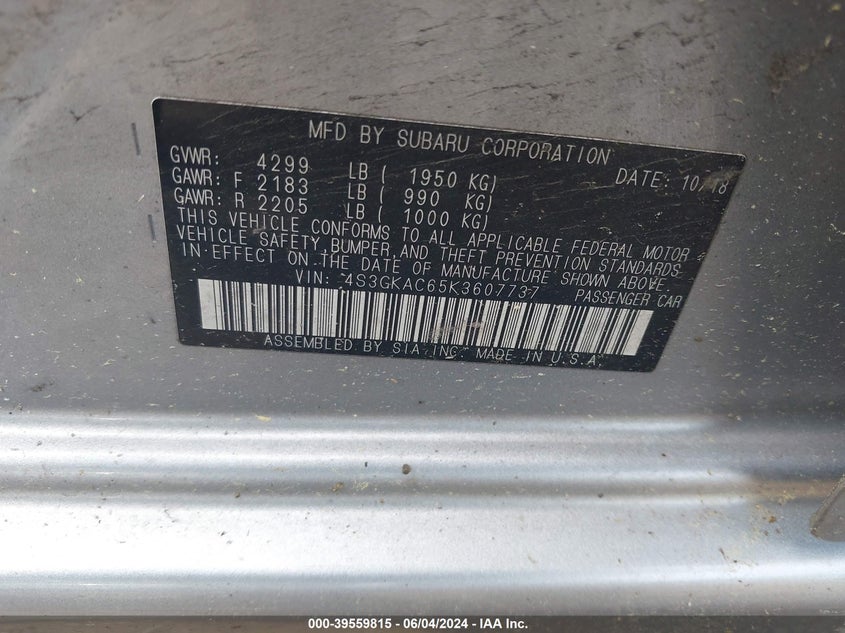 MFD BY SUBARU CORPORATION
GVWR: 4299 LB ( 1950 KG) DATE: 10/18
GAWR: F 2183 LB ( 990 KG)
GAWR: R 2205 LB ( 1000 KG)
THIS VEHICLE CONFORMS TO ALL APPLICABLE FEDERAL MOTOR
VEHICLE SAFETY, BUMPER, AND THEFT PREVENTION STANDARDS
IN EFFECT ON THE DATE OF MANUFACTURE SHOWN ABOVE.
VIN: 4S3GKAC65K3607737 PASSENGER CAR
ASSEMBLED BY SIA, INC. MADE IN U.S.A.
000-39559815 - 06/04/2024 - IAA Inc.